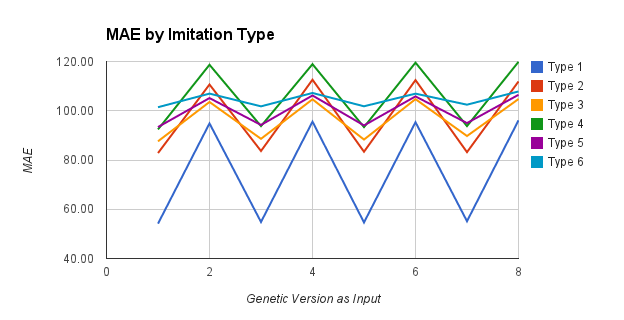 MAE by Imitation Type
120.00
100.00
80.00
60.00
40.00
MAE
0
2
4
6
8
Genetic Version as Input
Type 1
Type 2
Type 3
Type 4
Type 5
Type 6